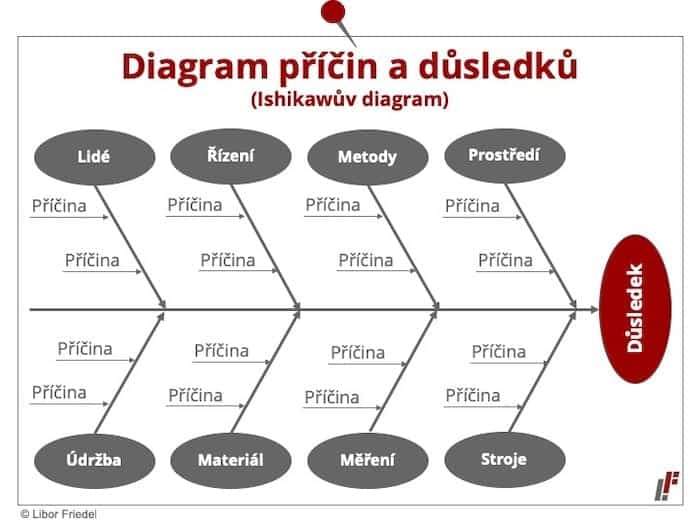 Diagram příčin a důsledků
(Ishikawův diagram)
Lidé
Řízení
Metody
Prostředí
Příčina
Příčina
Příčina
Příčina
Příčina
Příčina
Příčina
Příčina
Důsledek
Příčina
Příčina
Příčina
Příčina
Příčina
Příčina
Příčina
Příčina
Údržba
Materiál
Měření
Stroje
© Libor Friedel